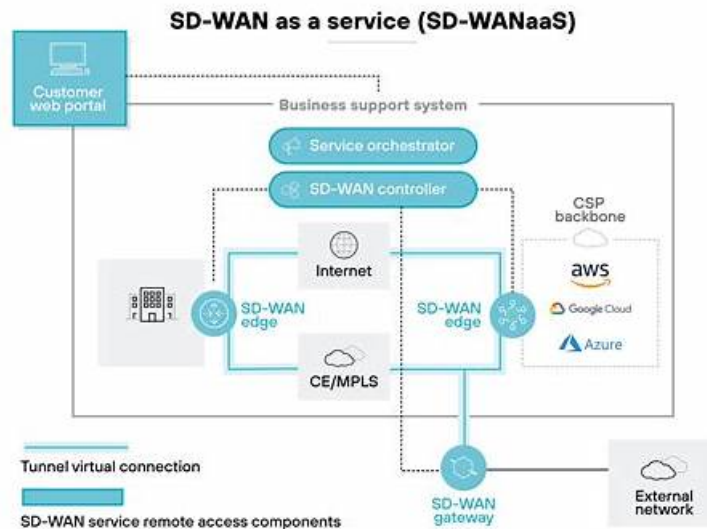 SD-WAN as a service (SD-WANaaS)
Customer
web portal
Business support system
Service orchestrator
SD-WAN controller
CSP
backbone
Internet
aws
SD-WAN
edge
SD-WAN
edge
Google Cloud
Azure
CE/MPLS
Tunnel virtual connection
SD-WAN service remote access components
SD-WAN
gateway
External
network